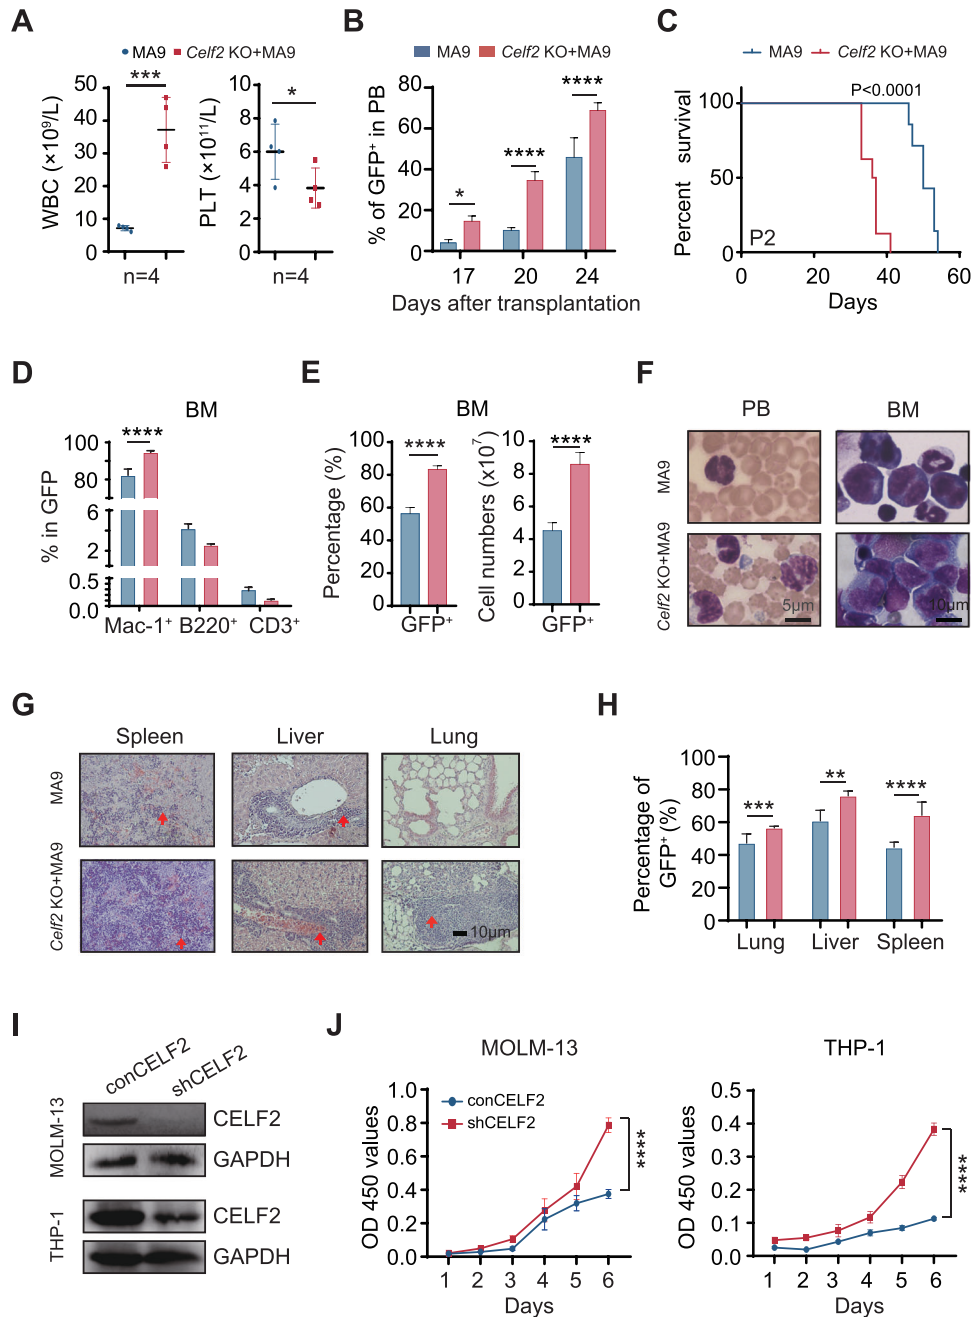 A
MA9 Celf2 KO+MA9
***
WBC (×10⁹/L)
50
40
30
20
10
0
n=4
*
PLT (×10¹¹/L)
10
8
6
4
2
0
n=4
B
MA9 Celf2 KO+MA9
% of GFP⁺ in PB
80
60
40
20
0
*
****
****
17 20 24
Days after transplantation
C
MA9 Celf2 KO+MA9
P<0.0001
Percent survival
100
50
0
P2
0 20 40 60
Days
D
BM
% in GFP
100
80
6
2
0.5
0.0
****
Mac-1⁺ B220⁺ CD3⁺
E
BM
Percentage (%)
100
80
60
40
20
0
****
GFP⁺
Cell numbers (x10⁷)
10
8
6
4
2
0
****
GFP⁺
F
PB BM
MA9
Celf2 KO+MA9
5μm
10μm
G
Spleen Liver Lung
MA9
Celf2 KO+MA9
10μm
H
Percentage of
GFP⁺ (%)
100
80
60
40
20
0
***
**
****
Lung Liver Spleen
I
conCELF2 shCELF2
MOLM-13
CELF2
GAPDH
THP-1
CELF2
GAPDH
J
MOLM-13
conCELF2
shCELF2
OD 450 values
1.0
0.8
0.6
0.4
0.2
0.0
****
1 2 3 4 5 6
Days
THP-1
OD 450 values
0.5
0.4
0.3
0.2
0.1
0.0
****
1 2 3 4 5 6
Days